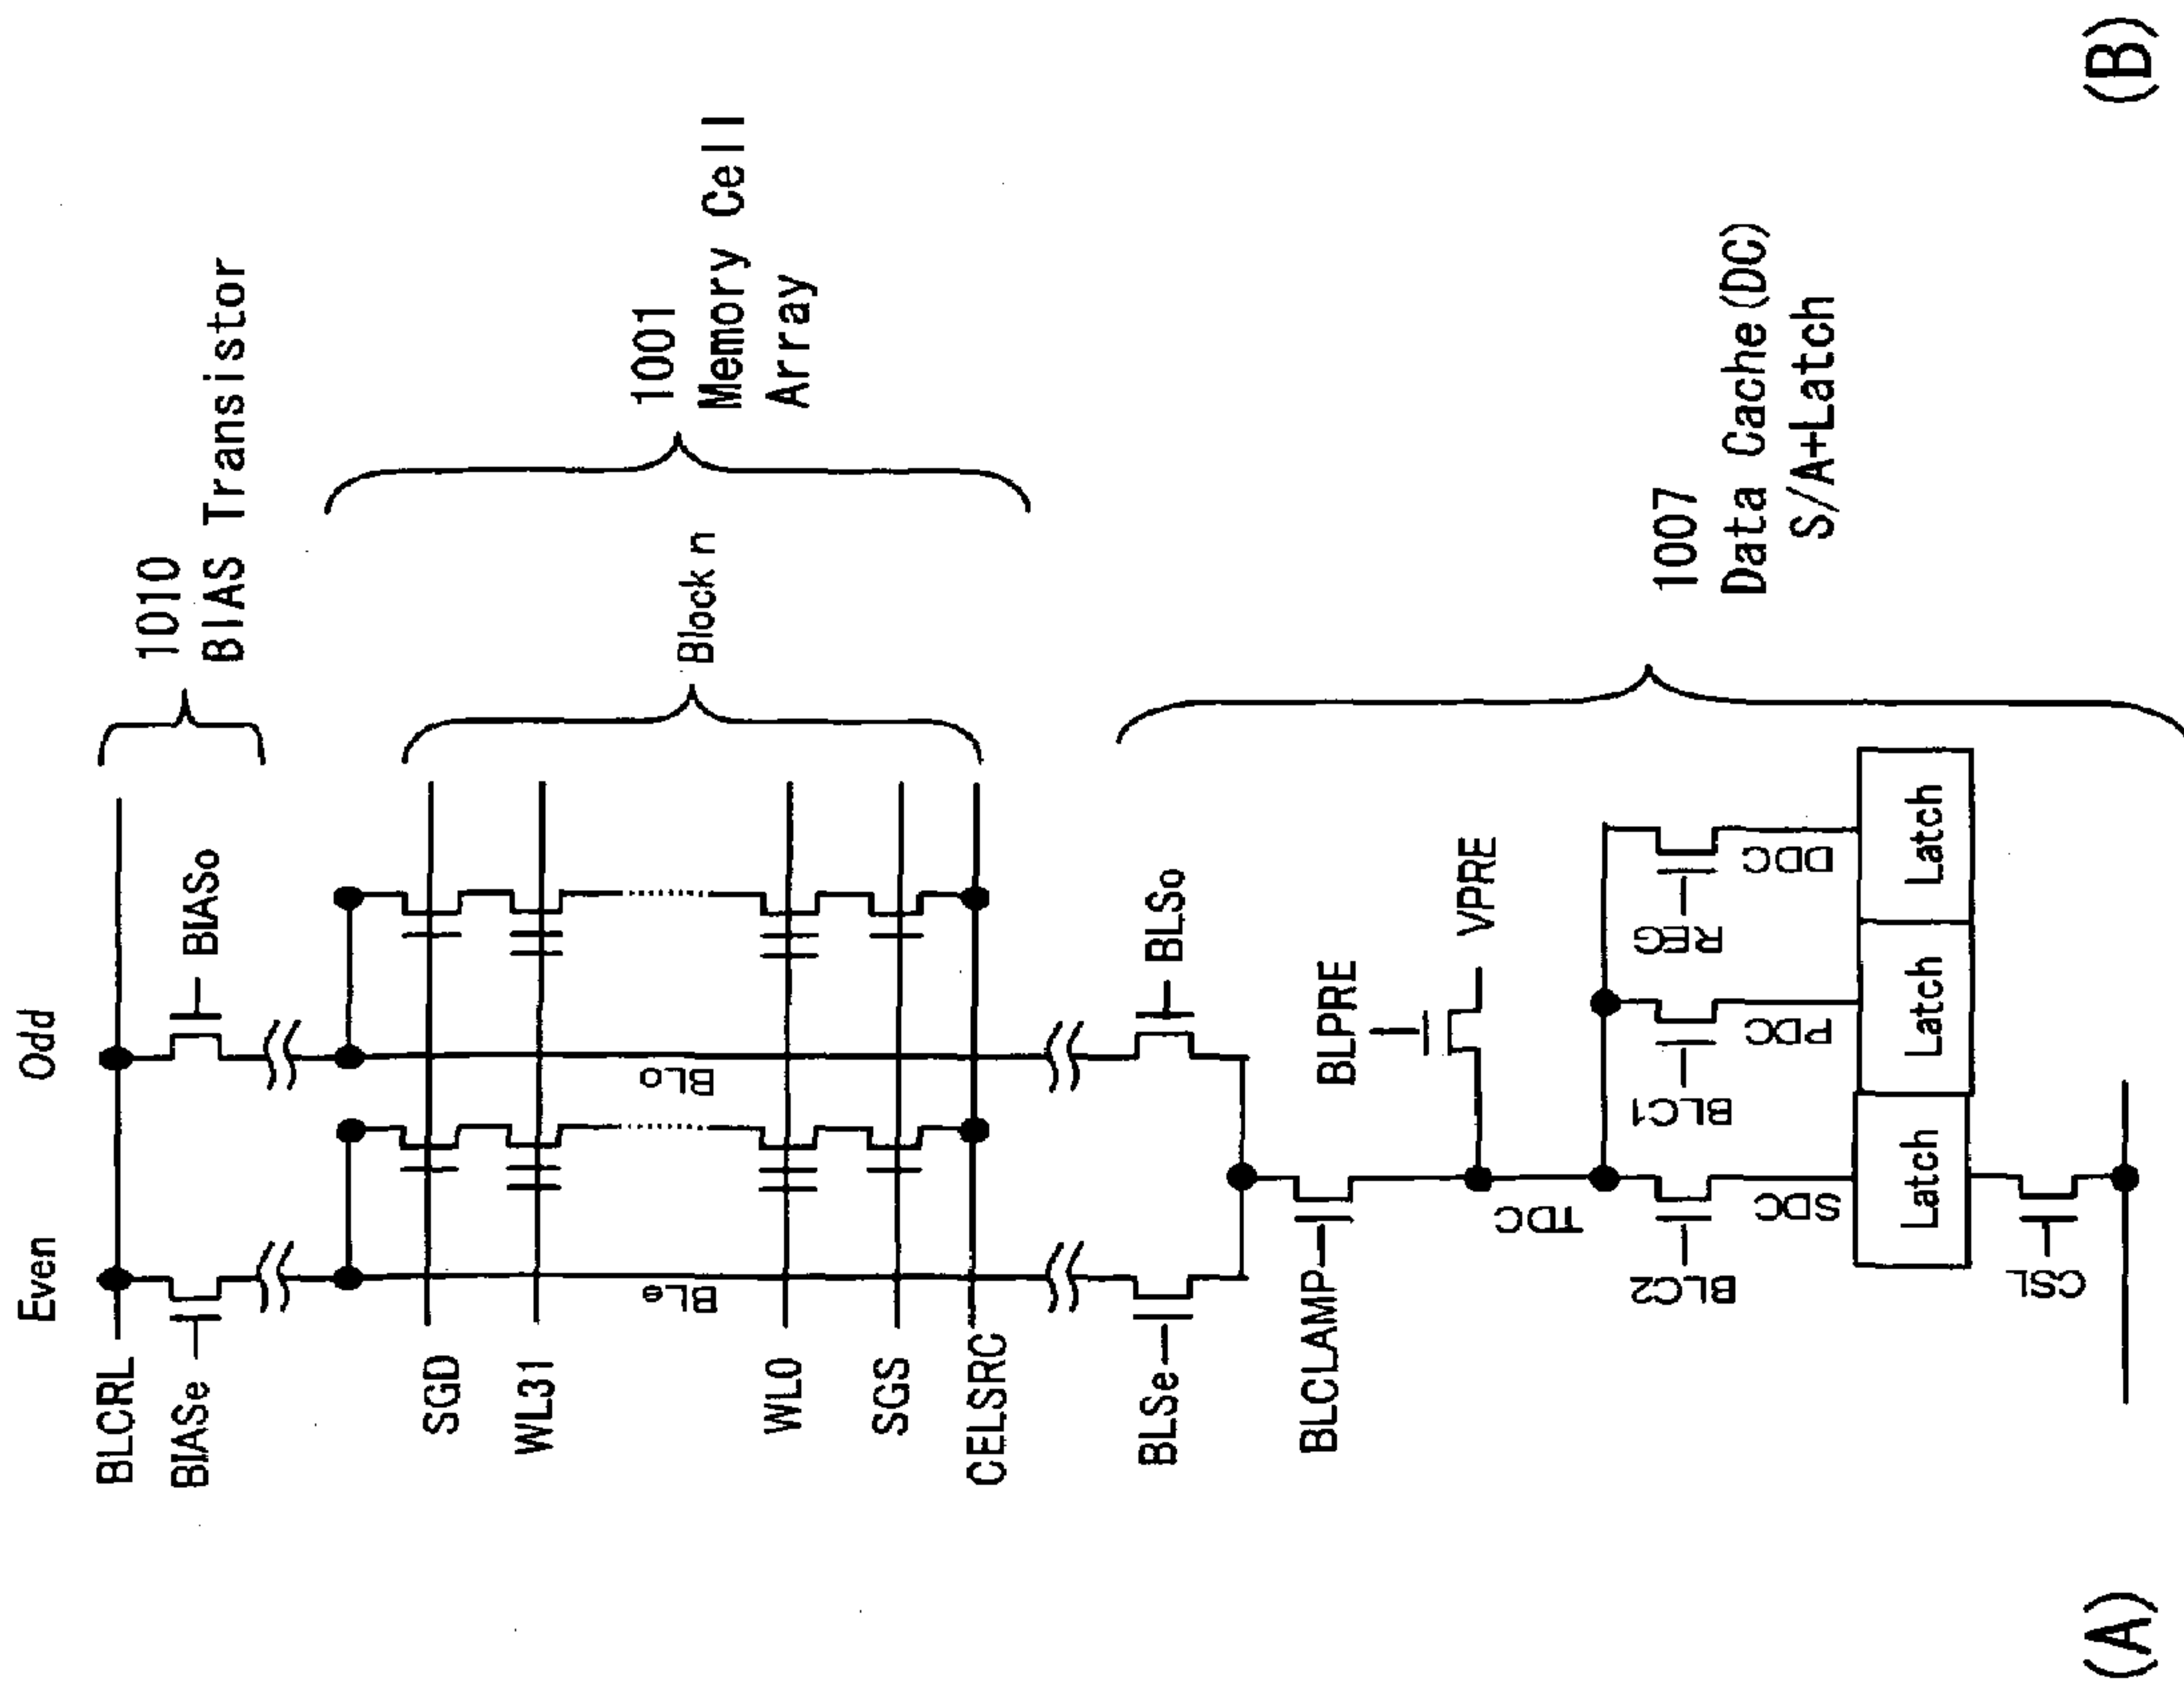 Even
Odd
BLCRL
1010
BIAS Transistor
BIASe
BIASo
SGD
WL31
BLe
BLo
Block n
1001
Memory Cell
Array
WL0
SGS
CELSRC
BLSe
BLSo
BLCLAMP
BLPRE
VPRE
TDC
1007
Data Cache(DC)
S/A+Latch
BLC2
BLC1
REG
SDC
PDC
DDC
Latch
Latch
Latch
CSL
(A)
(B)